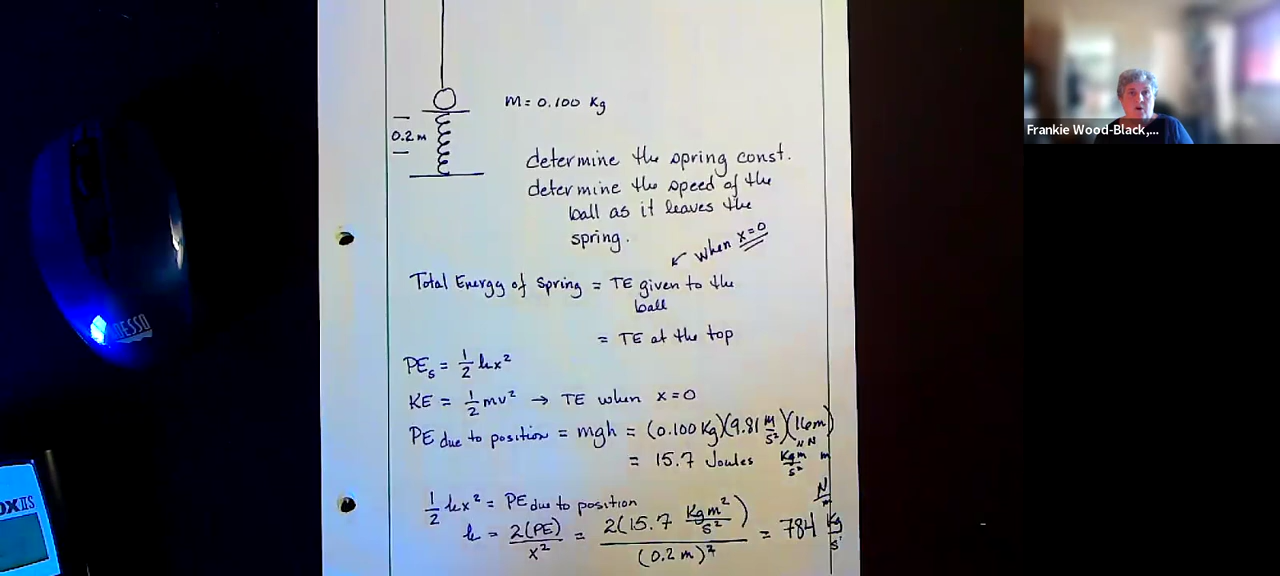 m = 0.100 Kg
0.2 m
determine the spring const.
determine the speed of the
ball as it leaves the
spring.
when x=0
Total Energy of Spring = TE given to the
ball
= TE at the top
PEs = 1/2 kx²
KE = 1/2 mv² → TE when x=0
PE due to position = mgh = (0.100 Kg)(9.81 m/s²)(16m)
= 15.7 Joules Kgm/s² m
N
1/2 kx² = PE due to position N/m
k = 2(PE)/x² = 2(15.7 Kgm²/s²)/(0.2 m)² = 784 Kg/s²
Frankie Wood-Black,...